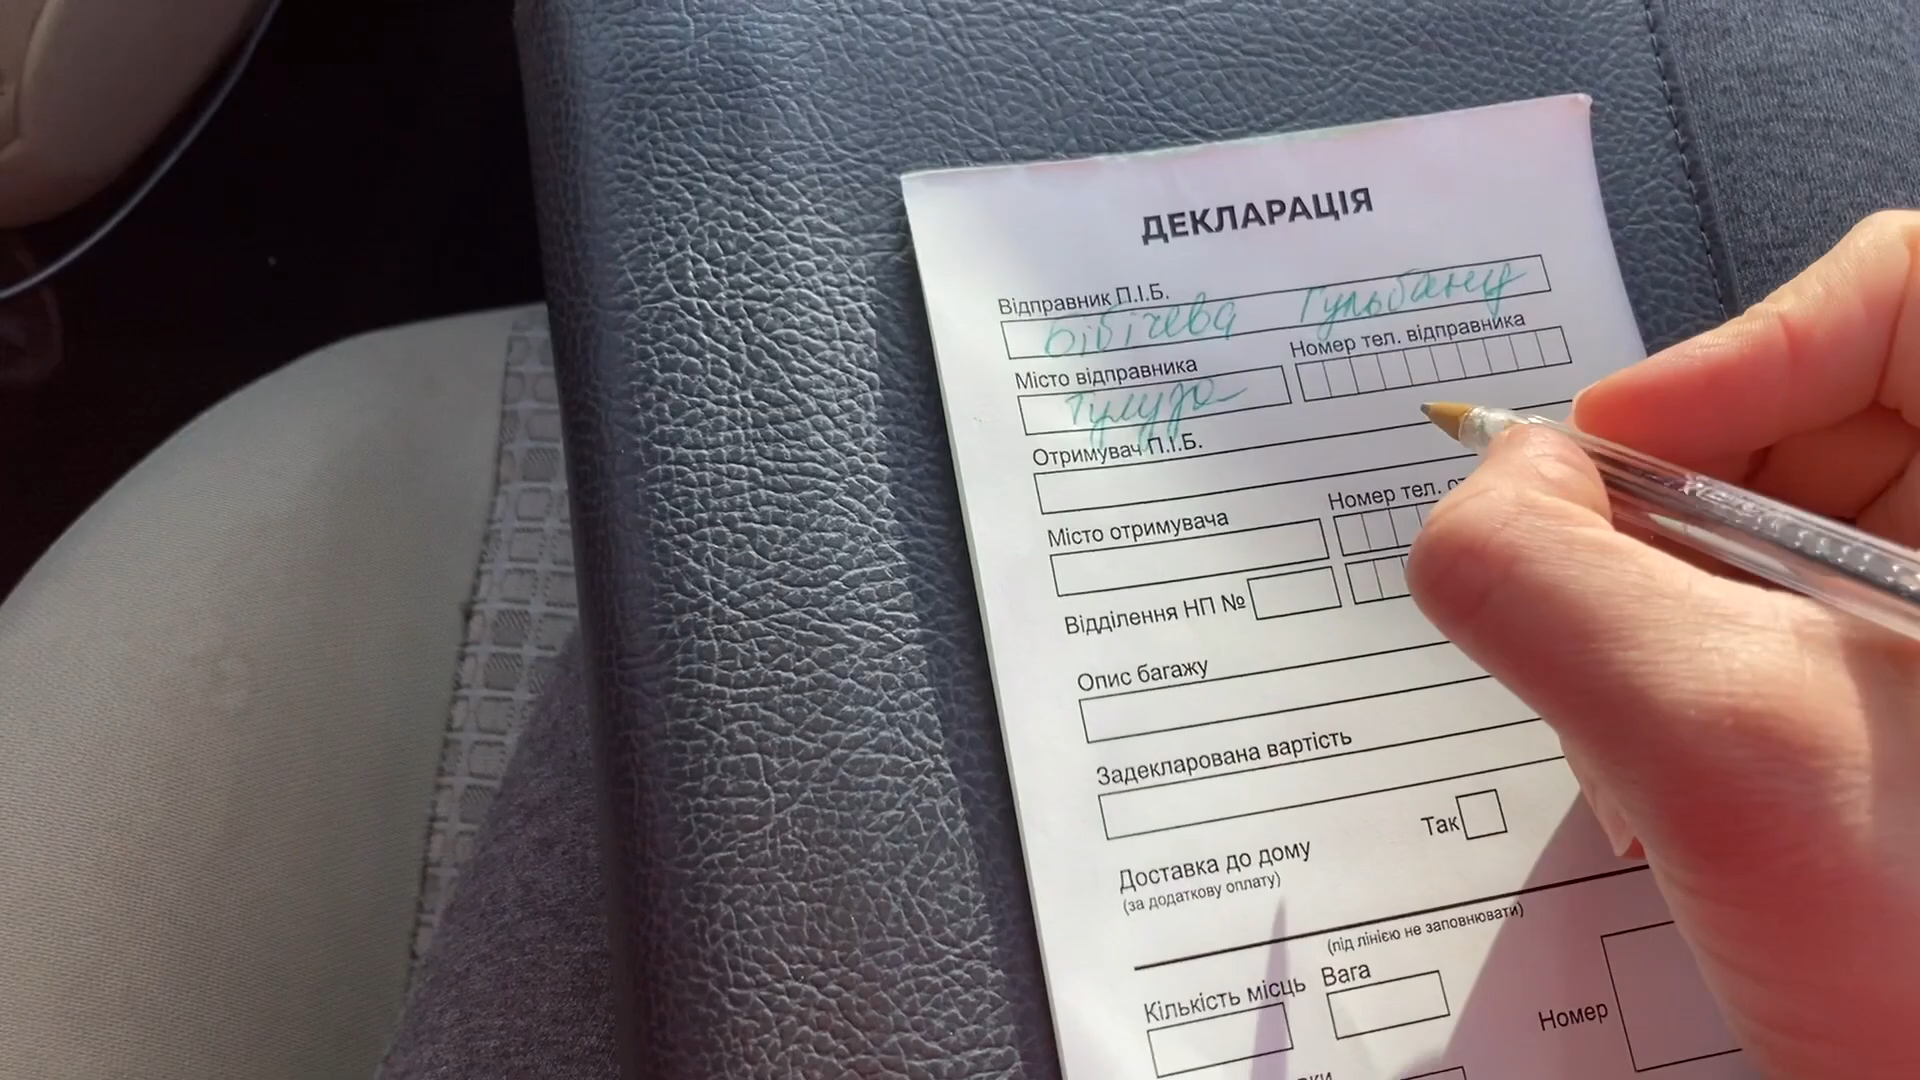 ДЕКЛАРАЦІЯ
Відправник П.І.Б.
Бібічева Гульбану
Місто відправника
Номер тел. відправника
Тулуза
Отримувач П.І.Б.
Місто отримувача
Номер тел.
Відділення НП №
Опис багажу
Задекларована вартість
Доставка до дому
Так
(за додаткову оплату)
(під лінією не заповнювати)
Кількість місць
Вага
Номер